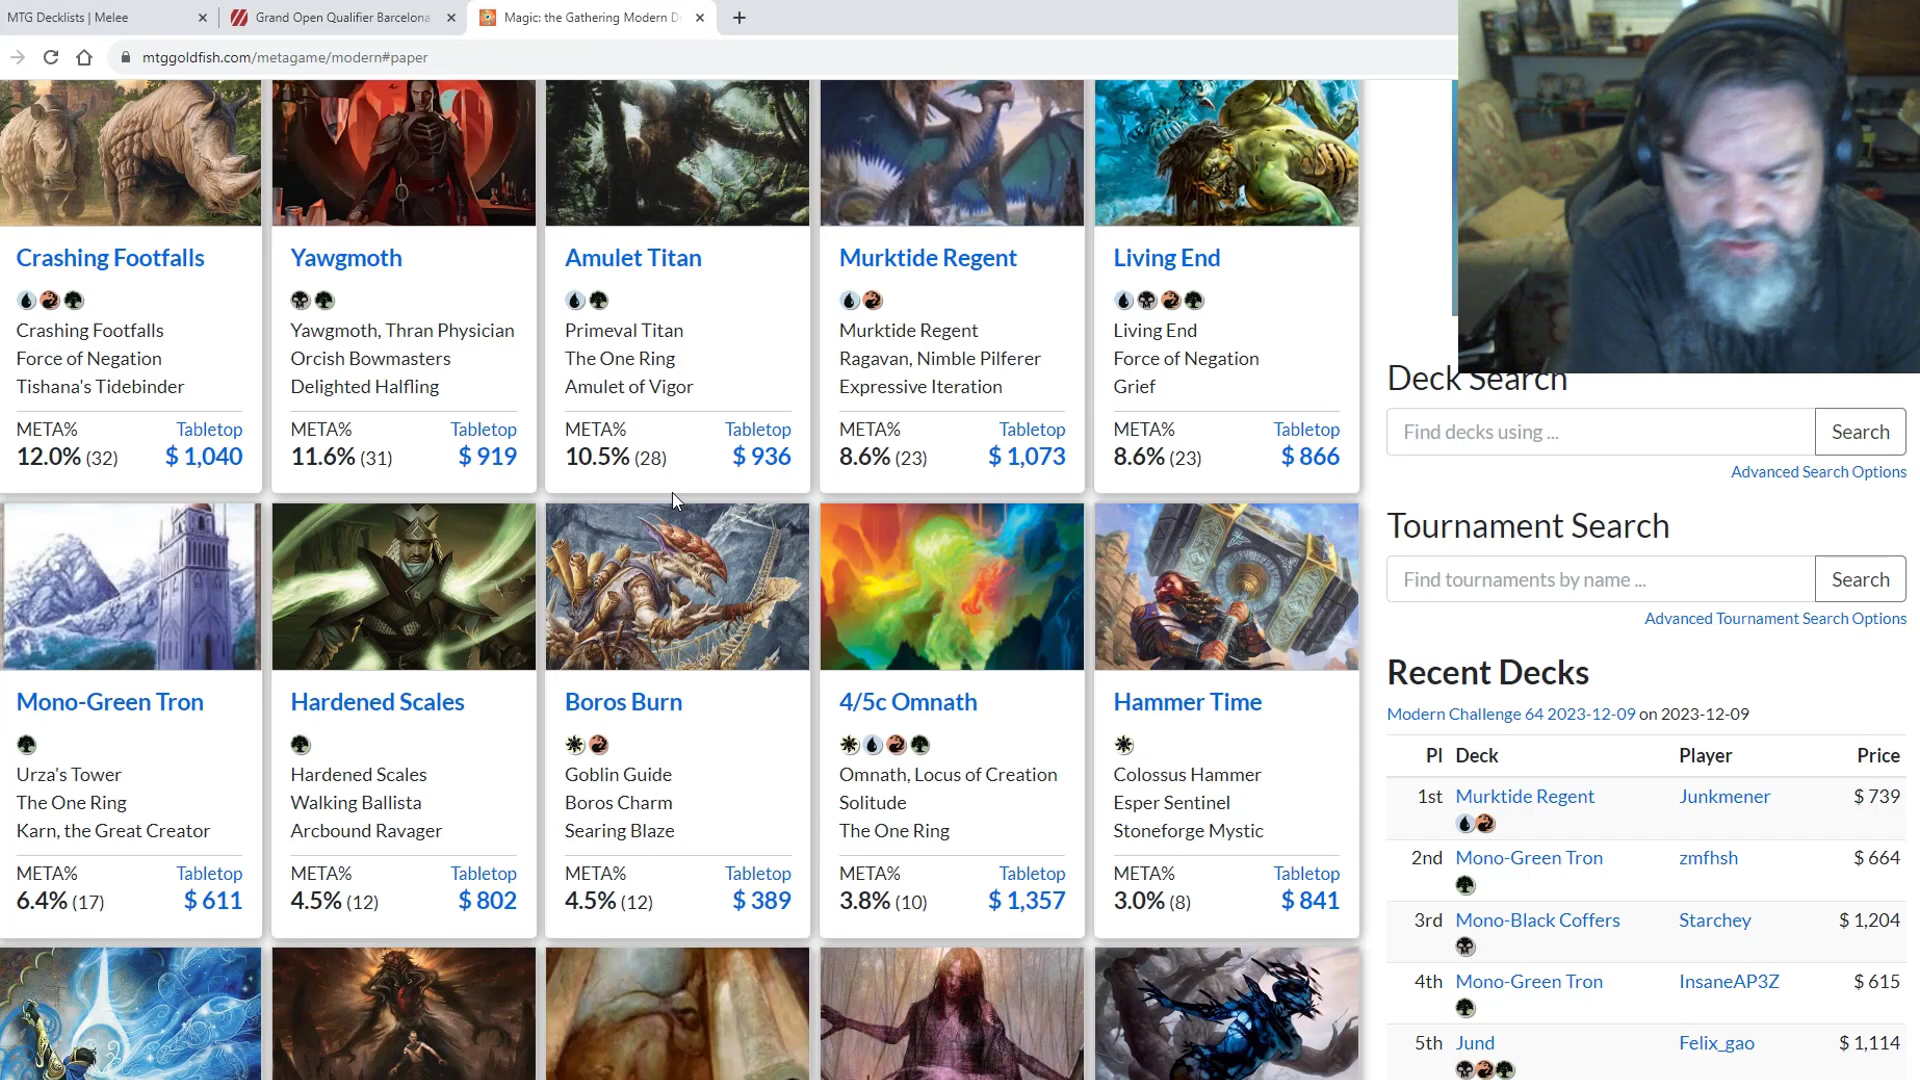 MTG Decklists | Melee
Grand Open Qualifier Barcelona
Magic: the Gathering Modern D
mtggoldfish.com/metagame/modern#paper
Crashing Footfalls
Crashing Footfalls
Force of Negation
Tishana's Tidebinder
META% Tabletop
12.0% (32) $ 1,040
Yawgmoth
Yawgmoth, Thran Physician
Orcish Bowmasters
Delighted Halfling
META% Tabletop
11.6% (31) $ 919
Amulet Titan
Primeval Titan
The One Ring
Amulet of Vigor
META% Tabletop
10.5% (28) $ 936
Murktide Regent
Murktide Regent
Ragavan, Nimble Pilferer
Expressive Iteration
META% Tabletop
8.6% (23) $ 1,073
Living End
Living End
Force of Negation
Grief
META% Tabletop
8.6% (23) $ 866
Mono-Green Tron
Urza's Tower
The One Ring
Karn, the Great Creator
META% Tabletop
6.4% (17) $ 611
Hardened Scales
Hardened Scales
Walking Ballista
Arcbound Ravager
META% Tabletop
4.5% (12) $ 802
Boros Burn
Goblin Guide
Boros Charm
Searing Blaze
META% Tabletop
4.5% (12) $ 389
4/5c Omnath
Omnath, Locus of Creation
Solitude
The One Ring
META% Tabletop
3.8% (10) $ 1,357
Hammer Time
Colossus Hammer
Esper Sentinel
Stoneforge Mystic
META% Tabletop
3.0% (8) $ 841
Deck Search
Find decks using ... Search
Advanced Search Options
Tournament Search
Find tournaments by name ... Search
Advanced Tournament Search Options
Recent Decks
Modern Challenge 64 2023-12-09 on 2023-12-09
Pl Deck Player Price
1st Murktide Regent Junkmener $ 739
2nd Mono-Green Tron zmfhsh $ 664
3rd Mono-Black Coffers Starchey $ 1,204
4th Mono-Green Tron InsaneAP3Z $ 615
5th Jund Felix_gao $ 1,114